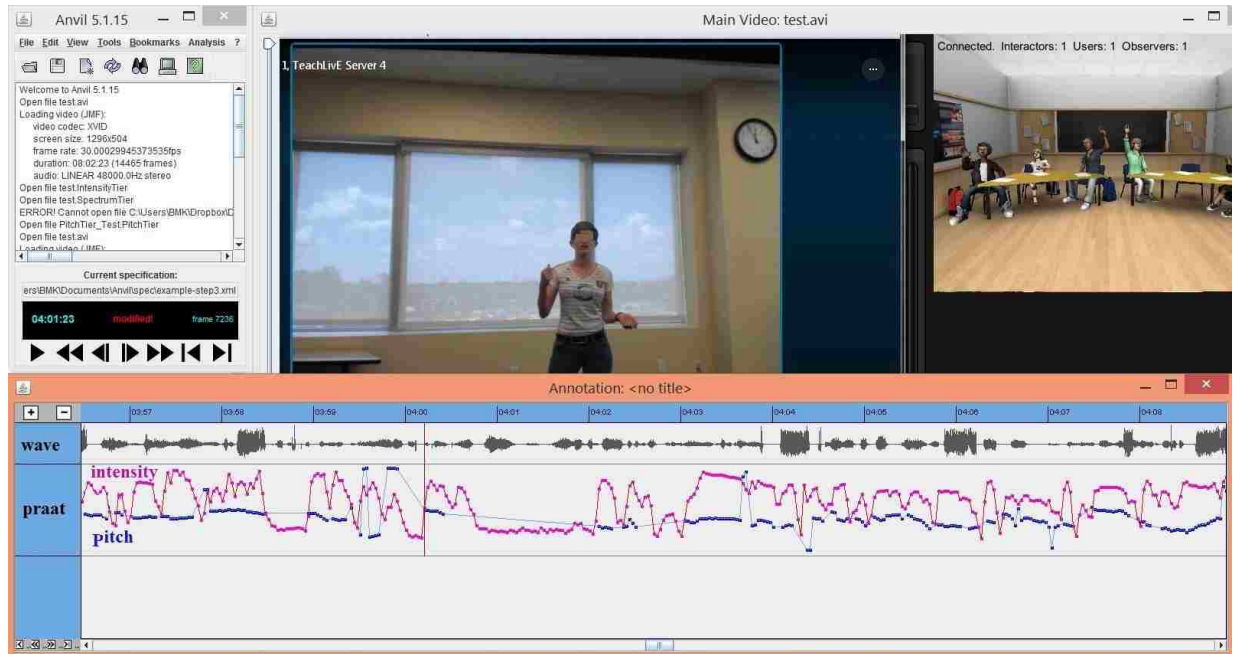 Anvil 5.1.15
File Edit View Tools Bookmarks Analysis ?
Welcome to Anvil 5.1.15
Open file test.avi
Loading video (JMF):
video codec: XVID
screen size: 1296x504
frame rate: 30.00029945373535fps
duration: 08:02:23 (14465 frames)
audio: LINEAR 48000.0Hz stereo
Open file test.IntensityTier
Open file test.SpectrumTier
ERROR! Cannot open file C:\Users\BMK\Dropbox\D
Open file PitchTier_Test.PitchTier
Open file test.avi
Loading video (JMF):
Current specification:
ers\BMK\Documents\Anvil\spec\example-step3.xml
04:01:23 modified! frame 7236
Main Video: test.avi
1, TeachLivE Server 4
...
Connected. Interactors: 1 Users: 1 Observers: 1
Annotation: <no title>
03:57 03:58 03:59 04:00 04:01 04:02 04:03 04:04 04:05 04:06 04:07 04:08
wave
intensity
praat
pitch